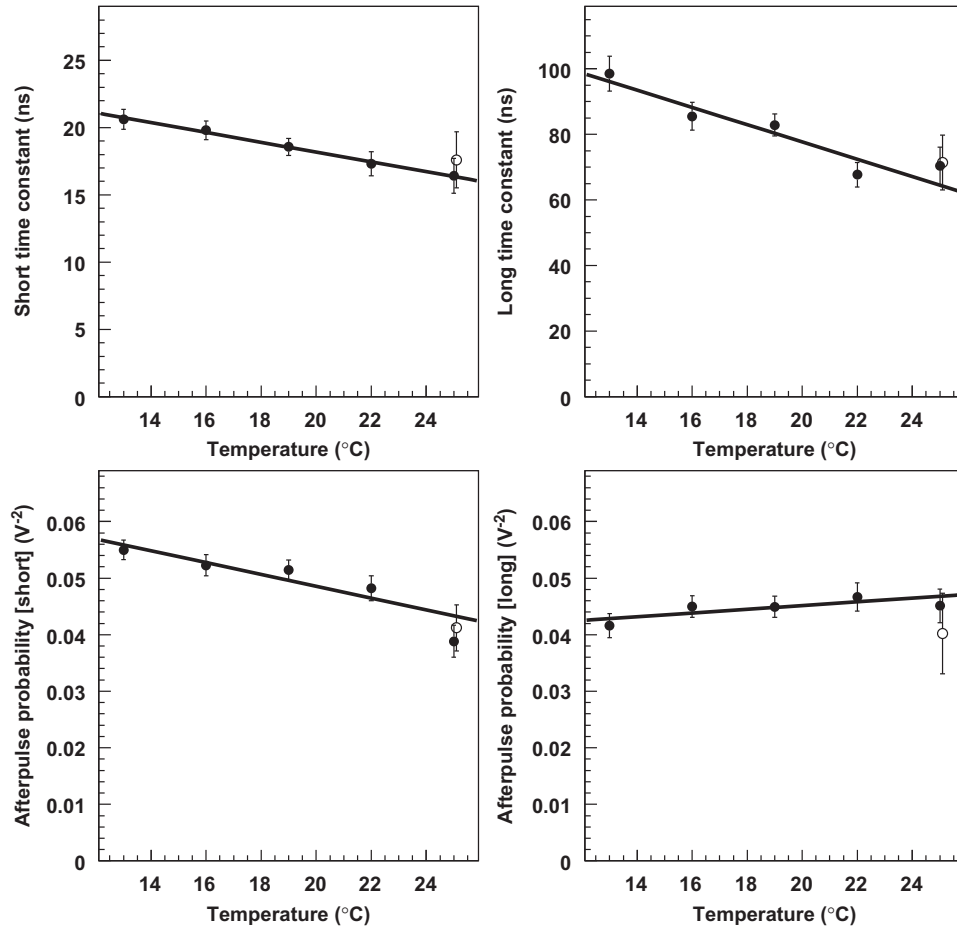 Short time constant (ns)
25
20
15
10
5
0
14 16 18 20 22 24
Temperature (°C)
Long time constant (ns)
100
80
60
40
20
0
14 16 18 20 22 24
Temperature (°C)
Afterpulse probability [short] (V⁻²)
0.06
0.05
0.04
0.03
0.02
0.01
0
14 16 18 20 22 24
Temperature (°C)
Afterpulse probability [long] (V⁻²)
0.06
0.05
0.04
0.03
0.02
0.01
0
14 16 18 20 22 24
Temperature (°C)